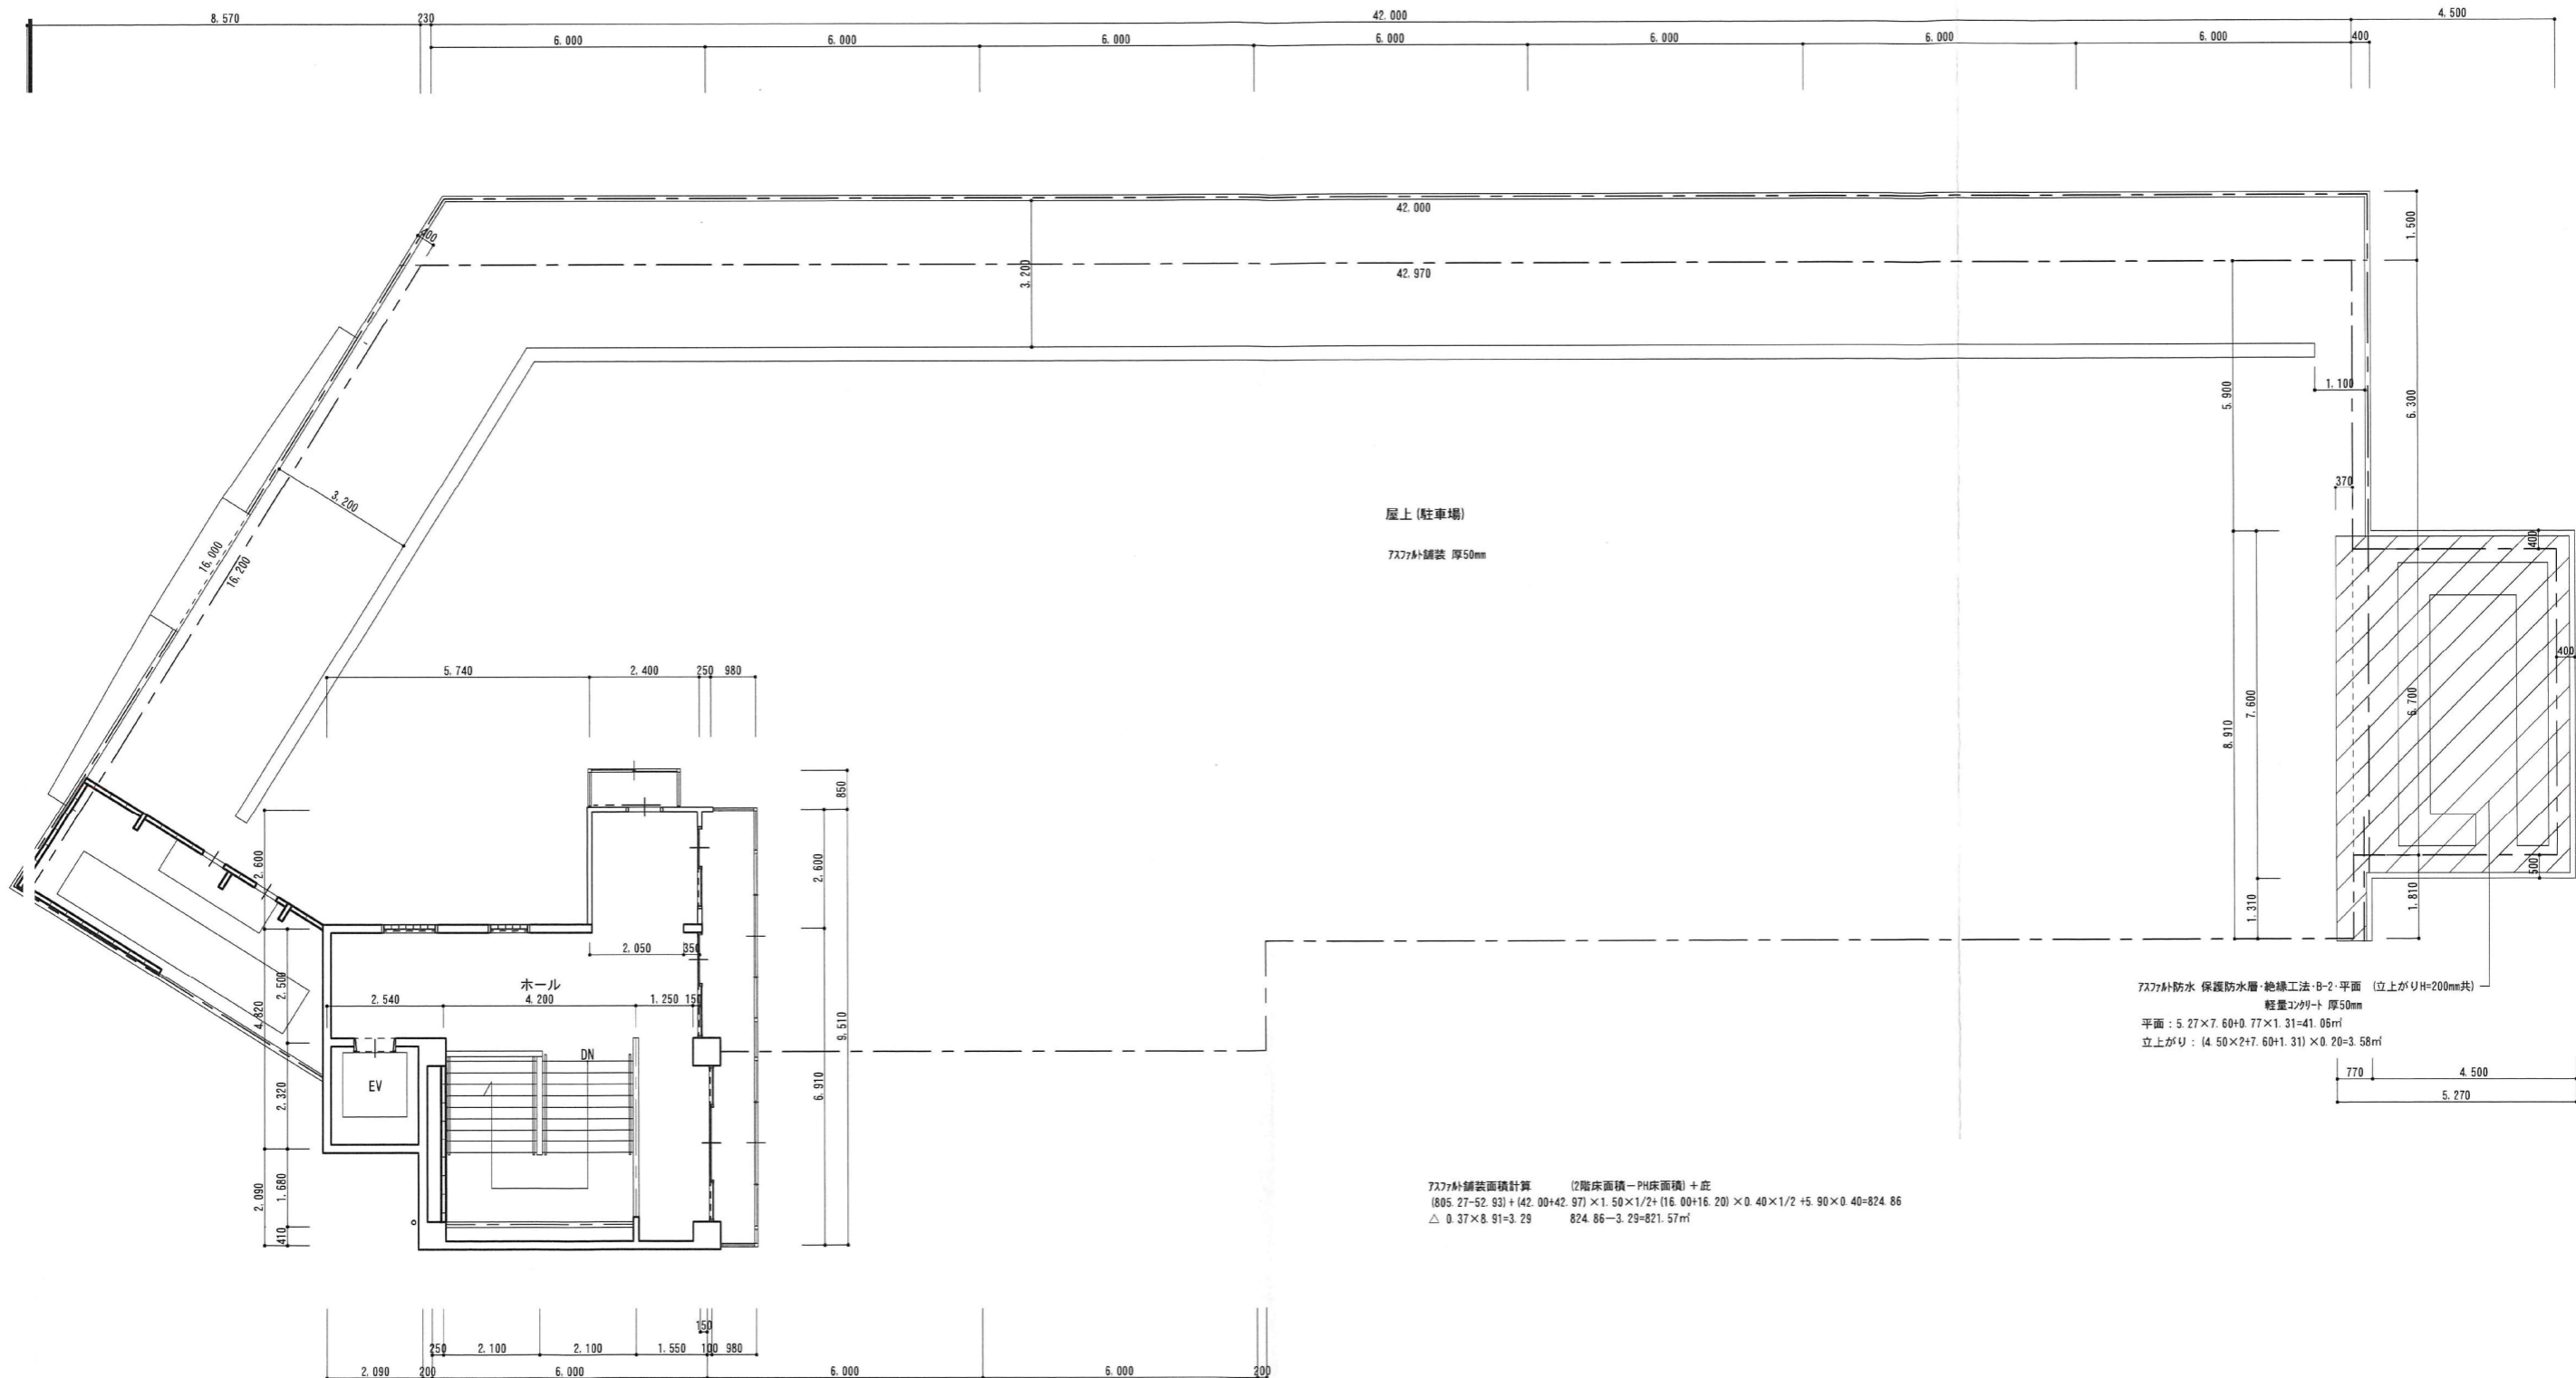 8.570 230 42.000 4.500
6.000 6.000 6.000 6.000 6.000 6.000 6.000 400
42.000
1.500
400
3.200
42.970
1.100
5.900
6.300
370
3.200
屋上 (駐車場)
ｱｽﾌｧﾙﾄ舗装 厚50mm
400
16.000
16.200
400
5.740 2.400 250 980
7.600
6.700
8.910
850
2.600
2.600
500
1.810
1.310
2.050 350
ホール
2.500
2.540 4.200 1.250 150
4.820
9.510
DN
EV
2.320
6.910
ｱｽﾌｧﾙﾄ防水 保護防水層・絶縁工法・B-2・平面 (立上がりH=200mm共)
軽量ｺﾝｸﾘｰﾄ 厚50mm
平面：5.27×7.60+0.77×1.31=41.06㎡
立上がり：(4.50×2+7.60+1.31)×0.20=3.58㎡
770 4.500
5.270
2.090
1.680
410
ｱｽﾌｧﾙﾄ舗装面積計算 (2階床面積－PH床面積)＋庇
(805.27-52.93)+(42.00+42.97)×1.50×1/2+(16.00+16.20)×0.40×1/2 +5.90×0.40=824.86
△ 0.37×8.91=3.29 824.86－3.29=821.57㎡
150
250 2.100 2.100 1.550 100 980
2.090 200 6.000 6.000 6.000 200